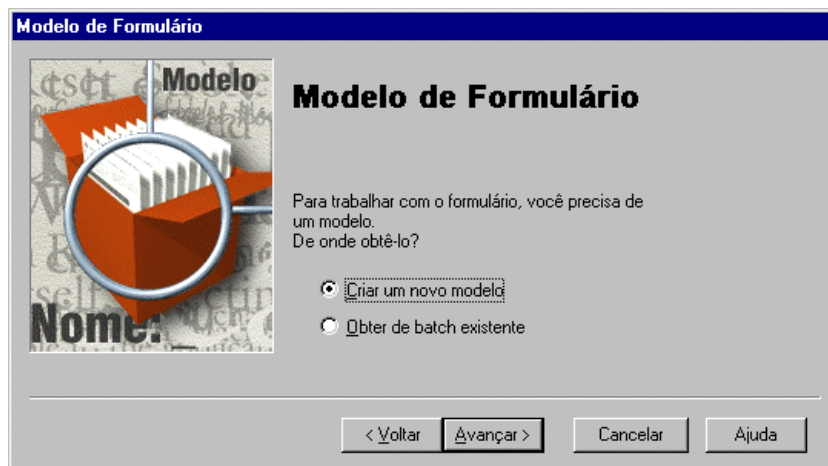 Modelo de Formulário
Modelo
Nome:_
Modelo de Formulário
Para trabalhar com o formulário, você precisa de
um modelo.
De onde obtê-lo?
Criar um novo modelo
Obter de batch existente
< Voltar
Avançar >
Cancelar
Ajuda